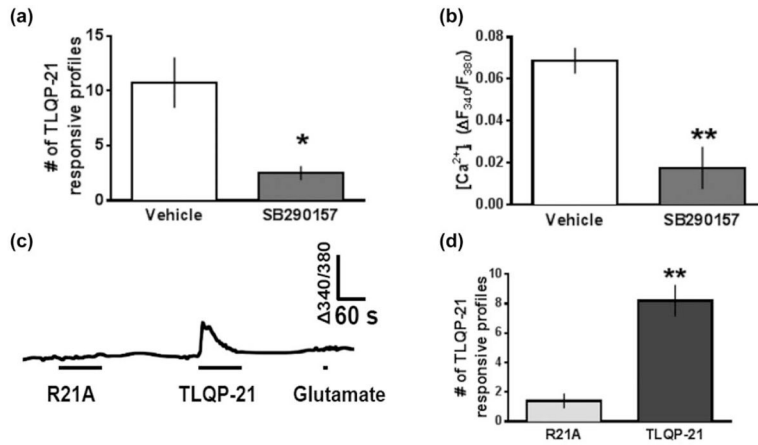 (a)
# of TLQP-21
responsive profiles
15
10
5
0
*
Vehicle
SB290157
(b)
[Ca²⁺]ᵢ (ΔF₃₄₀/F₃₈₀)
0.08
0.06
0.04
0.02
0.00
**
Vehicle
SB290157
(c)
Δ340/380
60 s
R21A
TLQP-21
Glutamate
(d)
# of TLQP-21
responsive profiles
10
8
6
4
2
0
**
R21A
TLQP-21